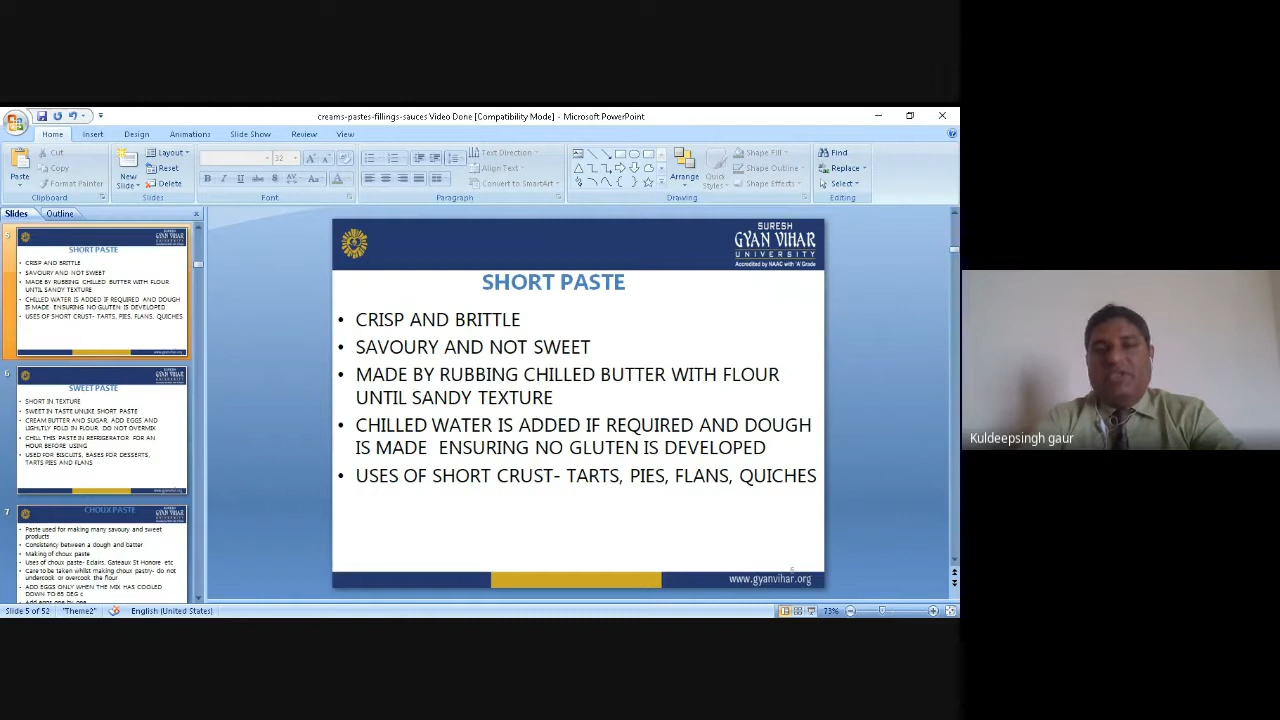 creams-pastes-fillings-sauces Video Done [Compatibility Mode] - Microsoft PowerPoint
Home Insert Design Animations Slide Show Review View
Paste
Cut
Copy
Format Painter
Clipboard
New Slide
Layout
Reset
Delete
Slides
32
Font
Paragraph
Text Direction
Align Text
Convert to SmartArt
Arrange
Quick Styles
Shape Fill
Shape Outline
Shape Effects
Drawing
Find
Replace
Select
Editing
Slides Outline
5
SHORT PASTE
CRISP AND BRITTLE
SAVOURY AND NOT SWEET
MADE BY RUBBING CHILLED BUTTER WITH FLOUR
UNTIL SANDY TEXTURE
CHILLED WATER IS ADDED IF REQUIRED AND DOUGH
IS MADE ENSURING NO GLUTEN IS DEVELOPED
USES OF SHORT CRUST- TARTS, PIES, FLANS, QUICHES
6
SWEET PASTE
SHORT IN TEXTURE
SWEET IN TASTE UNLIKE SHORT PASTE
CREAM BUTTER AND SUGAR, ADD EGGS AND
LIGHLTLY FOLD IN FLOUR. DO NOT OVERMIX
CHILL THIS PASTE IN REFRIGERATOR FOR AN
HOUR BEFORE USING
USED FOR BISCUITS, BASES FOR DESSERTS,
TARTS PIES AND FLANS
7
CHOUX PASTE
Paste used for making many savoury and sweet
products
Consistency between a dough and batter
Making of choux paste
Uses of choux paste- Eclairs, Gateaux St Honore etc
Care to be taken whilst making choux pastry- do not
undercook or overcook the flour
ADD EGGS ONLY WHEN THE MIX HAS COOLED
DOWN TO 65 DEG c
Add eggs one by one
SURESH
GYAN VIHAR
UNIVERSITY
Accredited by NAAC with 'A' Grade
SHORT PASTE
• CRISP AND BRITTLE
• SAVOURY AND NOT SWEET
• MADE BY RUBBING CHILLED BUTTER WITH FLOUR
UNTIL SANDY TEXTURE
• CHILLED WATER IS ADDED IF REQUIRED AND DOUGH
IS MADE ENSURING NO GLUTEN IS DEVELOPED
• USES OF SHORT CRUST- TARTS, PIES, FLANS, QUICHES
www.gyanvihar.org
Kuldeepsingh gaur
Slide 5 of 52 "Theme2" English (United States) 73%